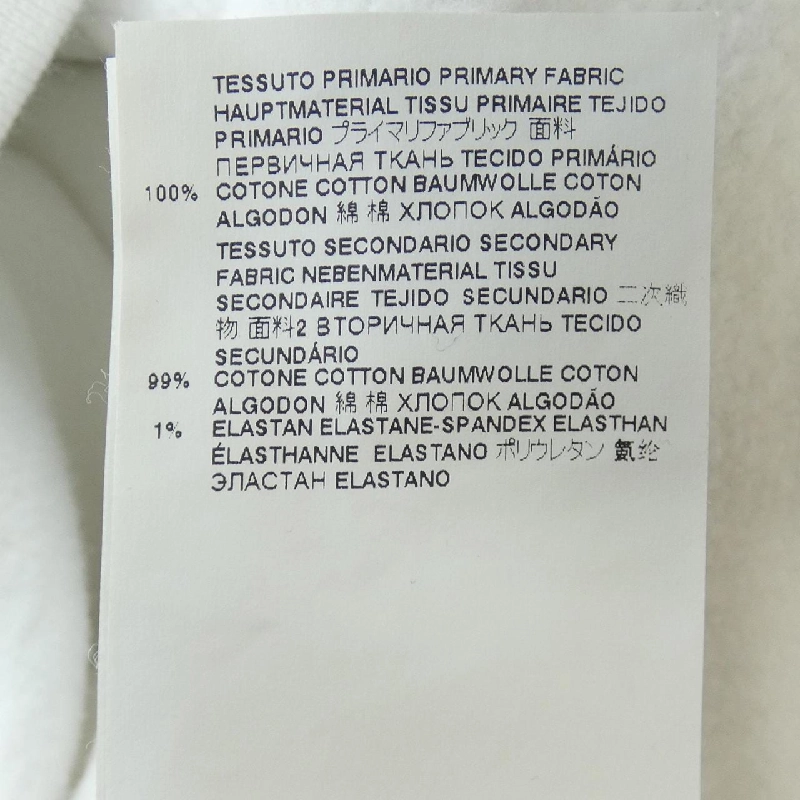 TESSUTO PRIMARIO PRIMARY FABRIC
HAUPTMATERIAL TISSU PRIMAIRE TEJIDO
PRIMARIO プライマリファブリック 面料
ПЕРВИЧНАЯ ТКАНЬ TECIDO PRIMÁRIO
100% COTONE COTTON BAUMWOLLE COTON
ALGODON 綿 棉 ХЛОПОК ALGODÃO
TESSUTO SECONDARIO SECONDARY
FABRIC NEBENMATERIAL TISSU
SECONDAIRE TEJIDO SECUNDARIO 二次織
物 面料2 ВТОРИЧНАЯ ТКАНЬ TECIDO
SECUNDÁRIO
99% COTONE COTTON BAUMWOLLE COTON
ALGODON 綿 棉 ХЛОПОК ALGODÃO
1% ELASTAN ELASTANE-SPANDEX ELASTHAN
ÉLASTHANNE ELASTANO ポリウレタン 氨纶
ЭЛАСТАН ELASTANO